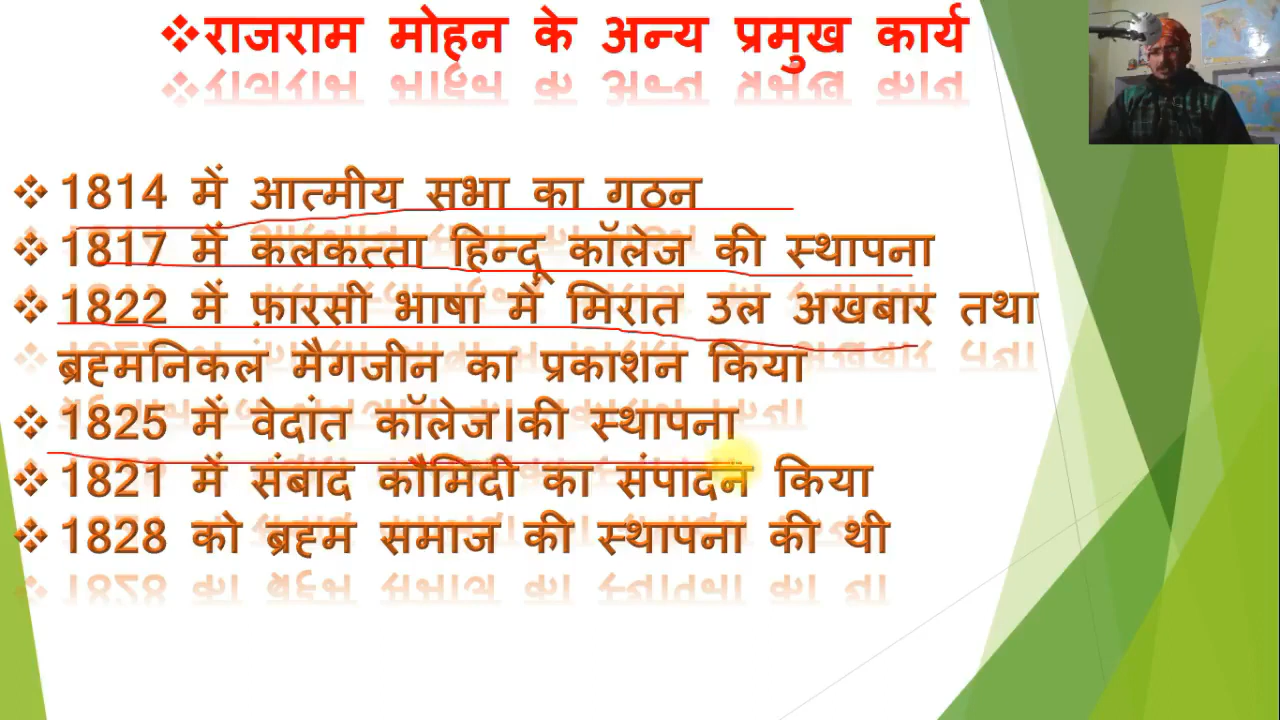 ❖राजराम मोहन के अन्य प्रमुख कार्य
❖ 1814 में आत्मीय सभा का गठन
❖ 1817 में कलकत्ता हिन्दू कॉलेज की स्थापना
❖ 1822 में फ़ारसी भाषा में मिरात उल अखबार तथा
ब्रह्मनिकल मैगजीन का प्रकाशन किया
❖ 1825 में वेदांत कॉलेज।की स्थापना
❖ 1821 में संबाद कौमिदी का संपादन किया
❖ 1828 को ब्रह्म समाज की स्थापना की थी